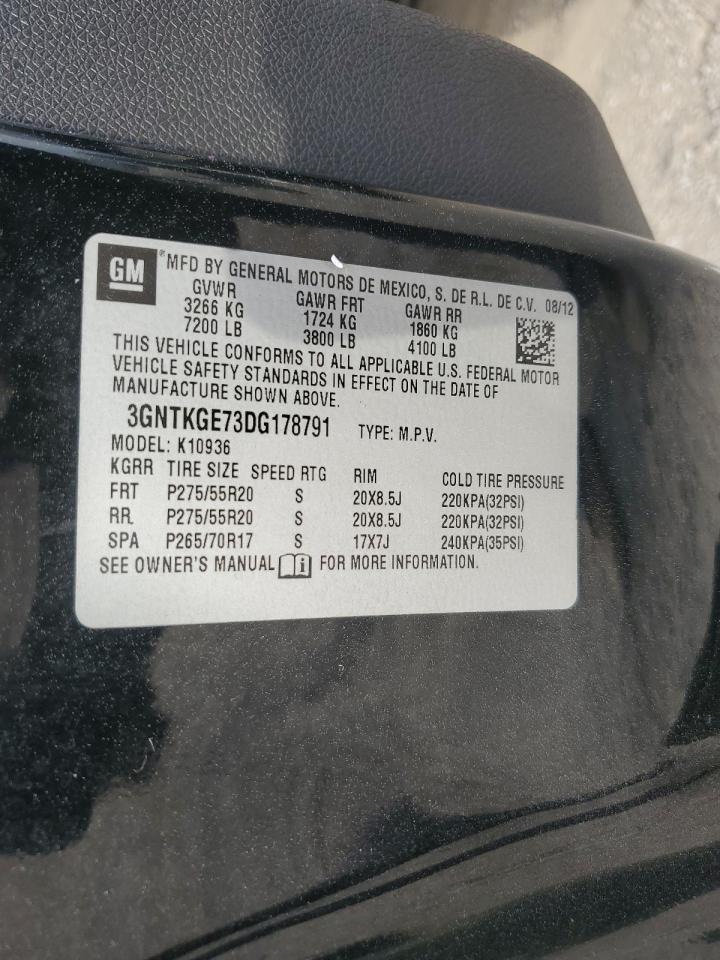 GM
® MFD BY GENERAL MOTORS DE MEXICO, S. DE R.L. DE C.V. 08/12
GVWR GAWR FRT GAWR RR
3266 KG 1724 KG 1860 KG
7200 LB 3800 LB 4100 LB
THIS VEHICLE CONFORMS TO ALL APPLICABLE U.S. FEDERAL MOTOR
VEHICLE SAFETY STANDARDS IN EFFECT ON THE DATE OF
MANUFACTURE SHOWN ABOVE.
3GNTKGE73DG178791 TYPE: M.P.V.
MODEL: K10936
KGRR TIRE SIZE SPEED RTG RIM COLD TIRE PRESSURE
FRT P275/55R20 S 20X8.5J 220KPA(32PSI)
RR. P275/55R20 S 20X8.5J 220KPA(32PSI)
SPA P265/70R17 S 17X7J 240KPA(35PSI)
SEE OWNER'S MANUAL i FOR MORE INFORMATION.